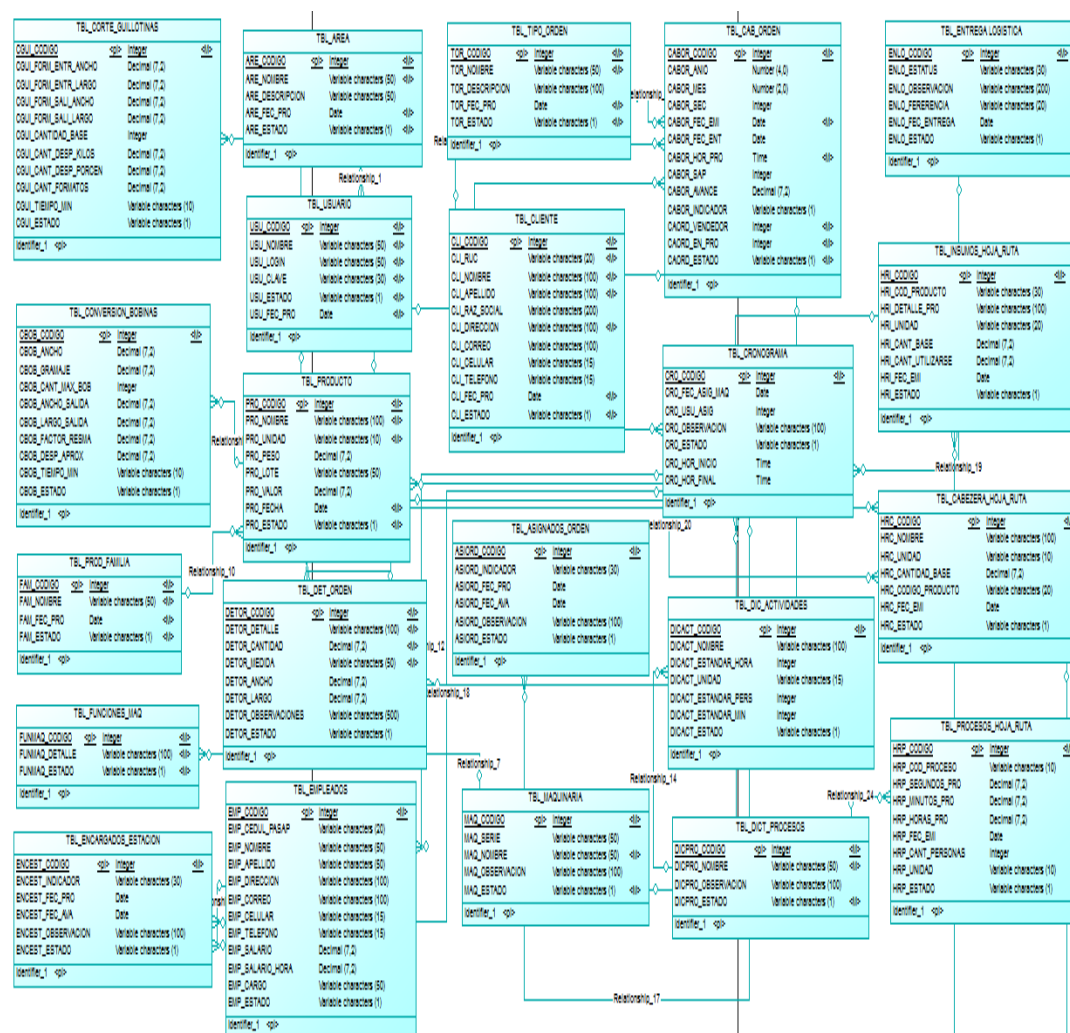 TBL_CORTE_GUILLOTINAS
CGUI_CODIGO <pi> Integer <M>
CGUI_FORM_ENTR_ANCHO Decimal (7,2)
CGUI_FORM_ENTR_LARGO Decimal (7,2)
CGUI_FORM_SALI_ANCHO Decimal (7,2)
CGUI_FORM_SALI_LARGO Decimal (7,2)
CGUI_CANTIDAD_BASE Integer
CGUI_CANT_DESP_KILOS Decimal (7,2)
CGUI_CANT_DESP_PORCEN Decimal (7,2)
CGUI_CANT_FORMATOS Decimal (7,2)
CGUI_TIEMPO_MIN Variable characters (10)
CGUI_ESTADO Variable characters (1)
Identifier_1 <pi>
TBL_AREA
ARE_CODIGO <pi> Integer <M>
ARE_NOMBRE Variable characters (50) <M>
ARE_DESCRIPCION Variable characters (50)
ARE_FEC_PRO Date <M>
ARE_ESTADO Variable characters (1) <M>
Identifier_1 <pi>
TBL_TIPO_ORDEN
TOR_CODIGO <pi> Integer <M>
TOR_NOMBRE Variable characters (50) <M>
TOR_DESCRIPCION Variable characters (100)
TOR_FEC_PRO Date <M>
TOR_ESTADO Variable characters (1) <M>
Identifier_1 <pi>
TBL_CAB_ORDEN
CABOR_CODIGO <pi> Integer <M>
CABOR_ANIO Number (4,0)
CABOR_MES Number (2,0)
CABOR_SEC Integer
CABOR_FEC_EMI Date <M>
CABOR_FEC_ENT Date
CABOR_HOR_PRO Time <M>
CABOR_SAP Integer
CABOR_AVANCE Decimal (7,2)
CABOR_INDICADOR Variable characters (1)
CAORD_VENDEDOR Integer <M>
CAORD_EN_PRO Integer <M>
CAORD_ESTADO Variable characters (1) <M>
Identifier_1 <pi>
TBL_ENTREGA LOGISTICA
ENLO_CODIGO <pi> Integer <M>
ENLO_ESTATUS Variable characters (30)
ENLO_OBSERVACION Variable characters (200)
ENLO_FERERENCIA Variable characters (20)
ENLO_FEC_ENTREGA Date
ENLO_ESTADO Variable characters (1)
Identifier_1 <pi>
Relationship_1
TBL_USUARIO
USU_CODIGO <pi> Integer <M>
USU_NOMBRE Variable characters (50) <M>
USU_LOGIN Variable characters (50) <M>
USU_CLAVE Variable characters (30) <M>
USU_ESTADO Variable characters (1) <M>
USU_FEC_PRO Date <M>
Identifier_1 <pi>
TBL_CLIENTE
CLI_CODIGO <pi> Integer <M>
CLI_RUC Variable characters (20) <M>
CLI_NOMBRE Variable characters (100) <M>
CLI_APELLIDO Variable characters (100) <M>
CLI_RAZ_SOCIAL Variable characters (200)
CLI_DIRECCION Variable characters (100) <M>
CLI_CORREO Variable characters (100)
CLI_CELULAR Variable characters (15)
CLI_TELEFONO Variable characters (15)
CLI_FEC_PRO Date <M>
CLI_ESTADO Variable characters (1) <M>
Identifier_1 <pi>
TBL_INSUMOS_HOJA_RUTA
HRI_CODIGO <pi> Integer <M>
HRI_COD_PRODUCTO Variable characters (30)
HRI_DETALLE_PRO Variable characters (100)
HRI_UNIDAD Variable characters (20)
HRI_CANT_BASE Decimal (7,2)
HRI_CANT_UTILIZARSE Decimal (7,2)
HRI_FEC_EMI Date
HRI_ESTADO Variable characters (1)
Identifier_1 <pi>
TBL_CONVERSION_BOBINAS
CBOB_CODIGO <pi> Integer <M>
CBOB_ANCHO Decimal (7,2)
CBOB_GRAMAJE Decimal (7,2)
CBOB_CANT_MAX_BOB Integer
CBOB_ANCHO_SALIDA Decimal (7,2)
CBOB_LARGO_SALIDA Decimal (7,2)
CBOB_FACTOR_RESMA Decimal (7,2)
CBOB_DESP_APROX Decimal (7,2)
CBOB_TIEMPO_MIN Variable characters (10)
CBOB_ESTADO Variable characters (1)
Identifier_1 <pi>
TBL_PRODUCTO
PRO_CODIGO <pi> Integer <M>
PRO_NOMBRE Variable characters (100) <M>
PRO_UNIDAD Variable characters (10) <M>
PRO_PESO Decimal (7,2)
PRO_LOTE Variable characters (50)
PRO_VALOR Decimal (7,2)
PRO_FECHA Date <M>
PRO_ESTADO Variable characters (1) <M>
Identifier_1 <pi>
TBL_CRONOGRAMA
CRO_CODIGO <pi> Integer <M>
CRO_FEC_ASIG_MAQ Date
CRO_USU_ASIG Integer
CRO_OBSERVACION Variable characters (100)
CRO_ESTADO Variable characters (1)
CRO_HOR_INICIO Time
CRO_HOR_FINAL Time
Identifier_1 <pi>
Relationship_19
Relationship_20
TBL_CABEZERA_HOJA_RUTA
HRC_CODIGO <pi> Integer <M>
HRC_NOMBRE Variable characters (100)
HRC_UNIDAD Variable characters (10)
HRC_CANTIDAD_BASE Decimal (7,2)
HRC_CODIGO_PRODUCTO Variable characters (20)
HRC_FEC_EMI Date
HRC_ESTADO Variable characters (1)
Identifier_1 <pi>
TBL_ASIGNADOS_ORDEN
ASIORD_CODIGO <pi> Integer <M>
ASIORD_INDICADOR Variable characters (30)
ASIORD_FEC_PRO Date
ASIORD_FEC_AVA Date
ASIORD_OBSERVACION Variable characters (100)
ASIORD_ESTADO Variable characters (1)
Identifier_1 <pi>
TBL_PROD_FAMILIA
FAM_CODIGO <pi> Integer <M>
FAM_NOMBRE Variable characters (50) <M>
FAM_FEC_PRO Date <M>
FAM_ESTADO Variable characters (1) <M>
Identifier_1 <pi>
Relationship_10
TBL_DET_ORDEN
DETOR_CODIGO <pi> Integer <M>
DETOR_DETALLE Variable characters (100) <M>
DETOR_CANTIDAD Decimal (7,2) <M>
DETOR_MEDIDA Variable characters (50) <M>
DETOR_ANCHO Decimal (7,2)
DETOR_LARGO Decimal (7,2)
DETOR_OBSERVACIONES Variable characters (500)
DETOR_ESTADO Variable characters (1)
Identifier_1 <pi>
TBL_DIC_ACTIVIDADES
DICACT_CODIGO <pi> Integer <M>
DICACT_NOMBRE Variable characters (100)
DICACT_ESTANDAR_HORA Integer
DICACT_UNIDAD Variable characters (15)
DICACT_ESTANDAR_PERS Integer
DICACT_ESTANDAR_MIN Integer
DICACT_ESTADO Variable characters (1)
Identifier_1 <pi>
TBL_FUNCIONES_MAQ
FUNMAQ_CODIGO <pi> Integer <M>
FUNMAQ_DETALLE Variable characters (100) <M>
FUNMAQ_ESTADO Variable characters (1) <M>
Identifier_1 <pi>
Relationship_7
Relationship_14
TBL_PROCESOS_HOJA_RUTA
HRP_CODIGO <pi> Integer <M>
HRP_COD_PROCESO Variable characters (10)
HRP_SEGUNDOS_PRO Decimal (7,2)
HRP_MINUTOS_PRO Decimal (7,2)
HRP_HORAS_PRO Decimal (7,2)
HRP_FEC_EMI Date
HRP_CANT_PERSONAS Integer
HRP_UNIDAD Variable characters (10)
HRP_ESTADO Variable characters (1)
Identifier_1 <pi>
Relationship_24
TBL_EMPLEADOS
EMP_CODIGO <pi> Integer <M>
EMP_CEDUL_PASAP Variable characters (20)
EMP_NOMBRE Variable characters (50)
EMP_APELLIDO Variable characters (50)
EMP_DIRECCION Variable characters (100)
EMP_CORREO Variable characters (100)
EMP_CELULAR Variable characters (15)
EMP_TELEFONO Variable characters (15)
EMP_SALARIO Decimal (7,2)
EMP_SALARIO_HORA Decimal (7,2)
EMP_CARGO Variable characters (50)
EMP_ESTADO Variable characters (1)
Identifier_1 <pi>
TBL_MAQUINARIA
MAQ_CODIGO <pi> Integer <M>
MAQ_SERIE Variable characters (50)
MAQ_NOMBRE Variable characters (50) <M>
MAQ_OBSERVACION Variable characters (100)
MAQ_ESTADO Variable characters (1) <M>
Identifier_1 <pi>
TBL_DICT_PROCESOS
DICPRO_CODIGO <pi> Integer <M>
DICPRO_NOMBRE Variable characters (50) <M>
DICPRO_OBSERVACION Variable characters (100)
DICPRO_ESTADO Variable characters (1) <M>
Identifier_1 <pi>
TBL_ENCARGADOS_ESTACION
ENCEST_CODIGO <pi> Integer <M>
ENCEST_INDICADOR Variable characters (30)
ENCEST_FEC_PRO Date
ENCEST_FEC_AVA Date
ENCEST_OBSERVACION Variable characters (100)
ENCEST_ESTADO Variable characters (1)
Identifier_1 <pi>
Relationship_17